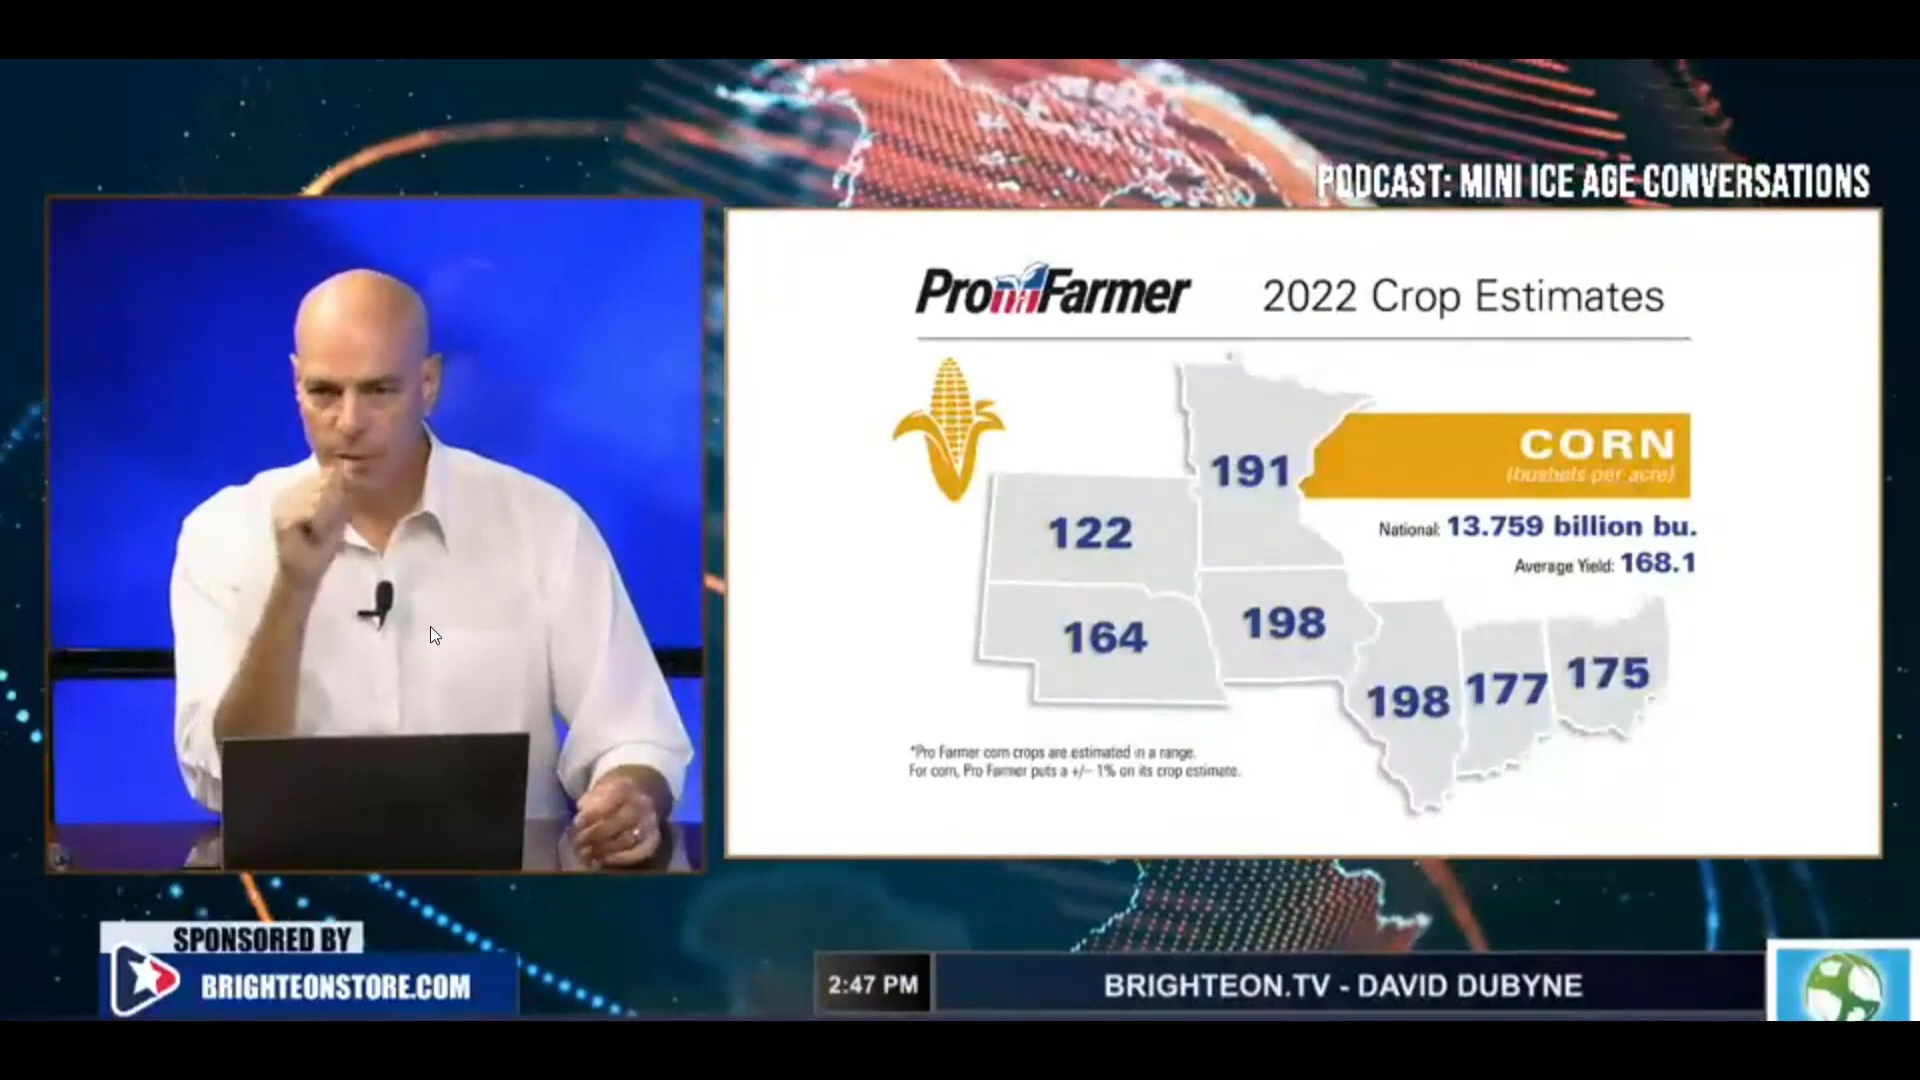 PODCAST: MINI ICE AGE CONVERSATIONS
Pro Farmer 2022 Crop Estimates
CORN
(bushels per acre)
191
National: 13.759 billion bu.
122
Average Yield: 168.1
164
198
198
177
175
*Pro Farmer corn crops are estimated in a range.
For corn, Pro Farmer puts a +/- 1% on its crop estimate.
SPONSORED BY
BRIGHTEONSTORE.COM
2:47 PM
BRIGHTEON.TV - DAVID DUBYNE